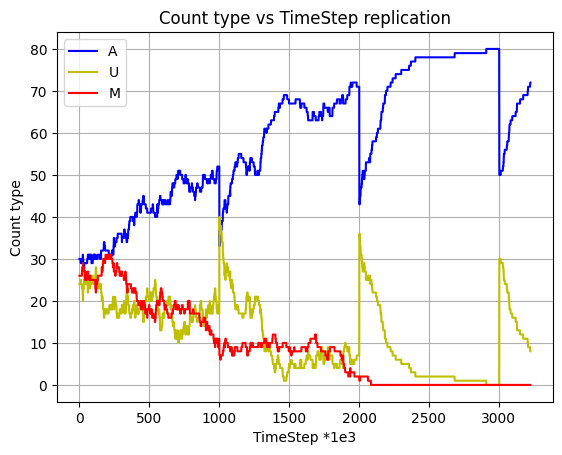 Count type vs TimeStep replication
A
U
M
Count type
80
70
60
50
40
30
20
10
0
0 500 1000 1500 2000 2500 3000
TimeStep *1e3